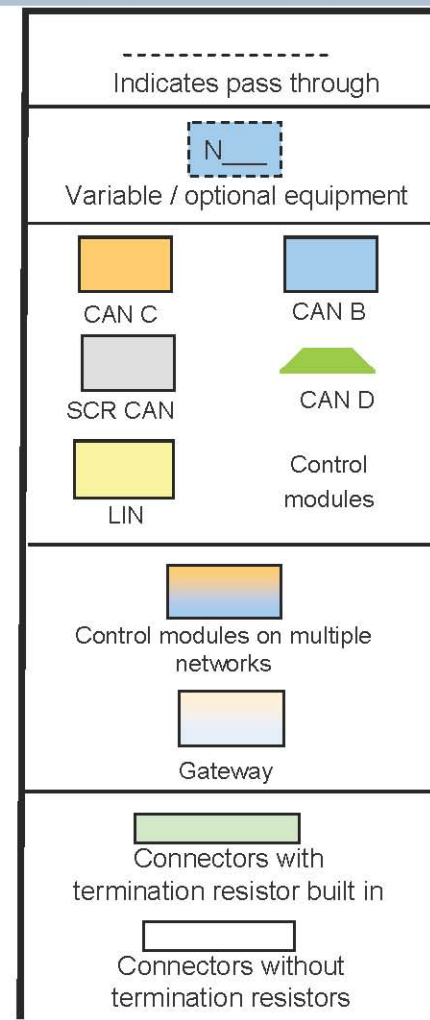 Indicates pass through
N___
Variable / optional equipment
CAN C
CAN B
SCR CAN
CAN D
LIN
Control
modules
Control modules on multiple
networks
Gateway
Connectors with
termination resistor built in
Connectors without
termination resistors